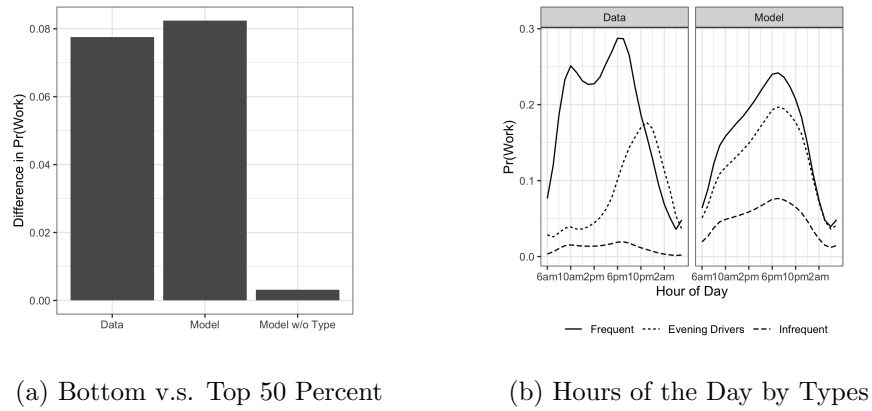 Difference in Pr(Work)
0.08
0.06
0.04
0.02
0.00
Data
Model
Model w/o Type
(a) Bottom v.s. Top 50 Percent
Data
Model
Pr(Work)
0.3
0.2
0.1
0.0
6am10am2pm 6pm10pm2am
6am10am2pm 6pm10pm2am
Hour of Day
Frequent
Evening Drivers
Infrequent
(b) Hours of the Day by Types